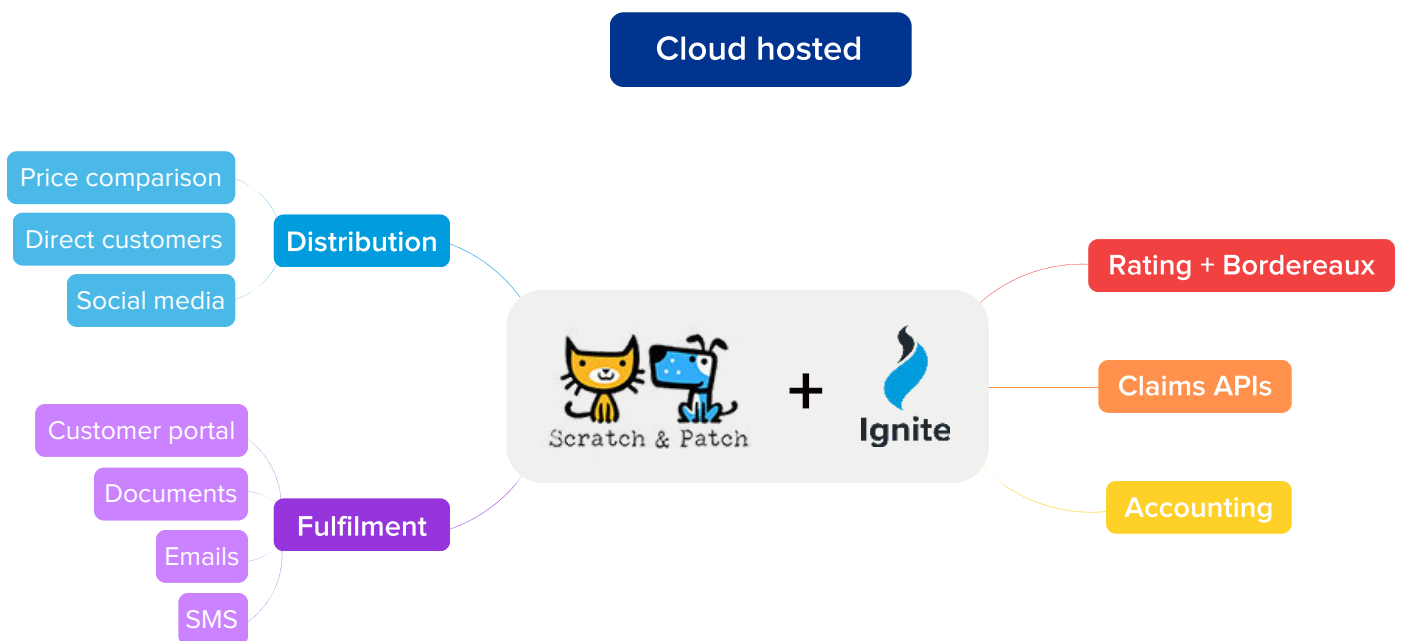 Cloud hosted
Price comparison
Direct customers
Social media
Distribution
Customer portal
Documents
Emails
SMS
Fulfilment
Scratch & Patch
+
Ignite
Rating + Bordereaux
Claims APIs
Accounting